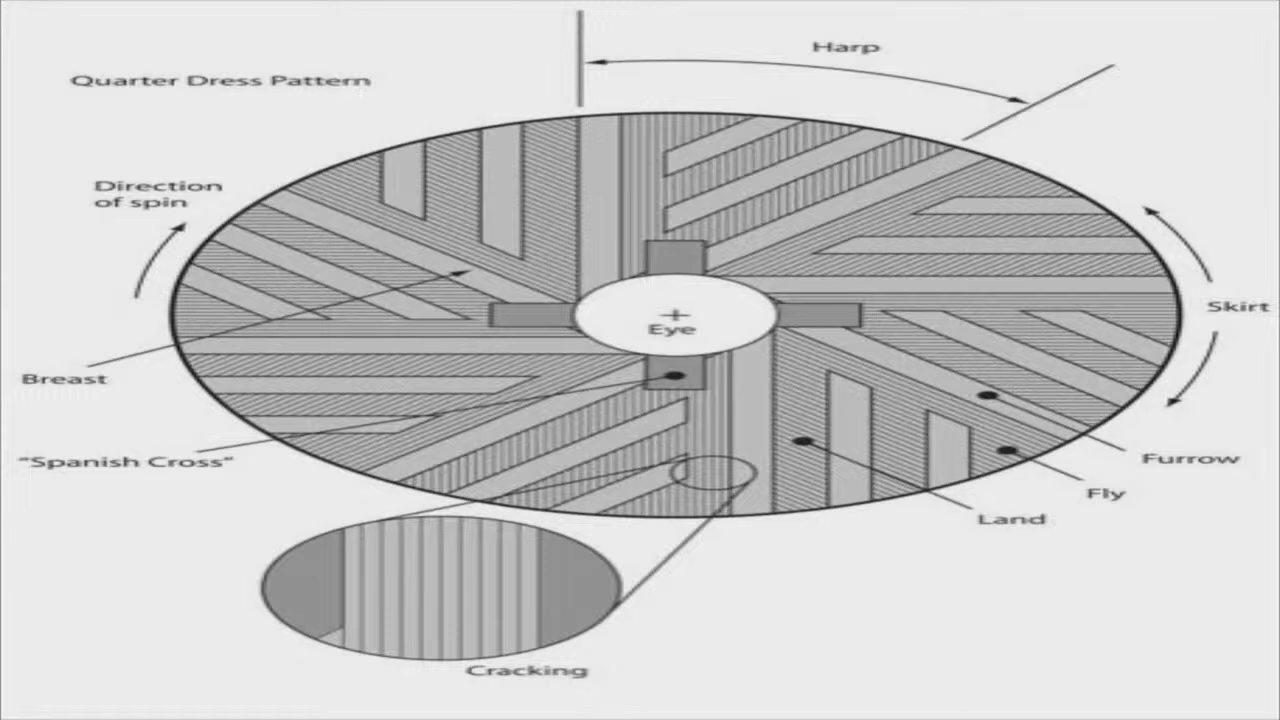 Harp
Quarter Dress Pattern
Direction
of spin
Skirt
Eye
Breast
"Spanish Cross"
Furrow
Fly
Land
Cracking